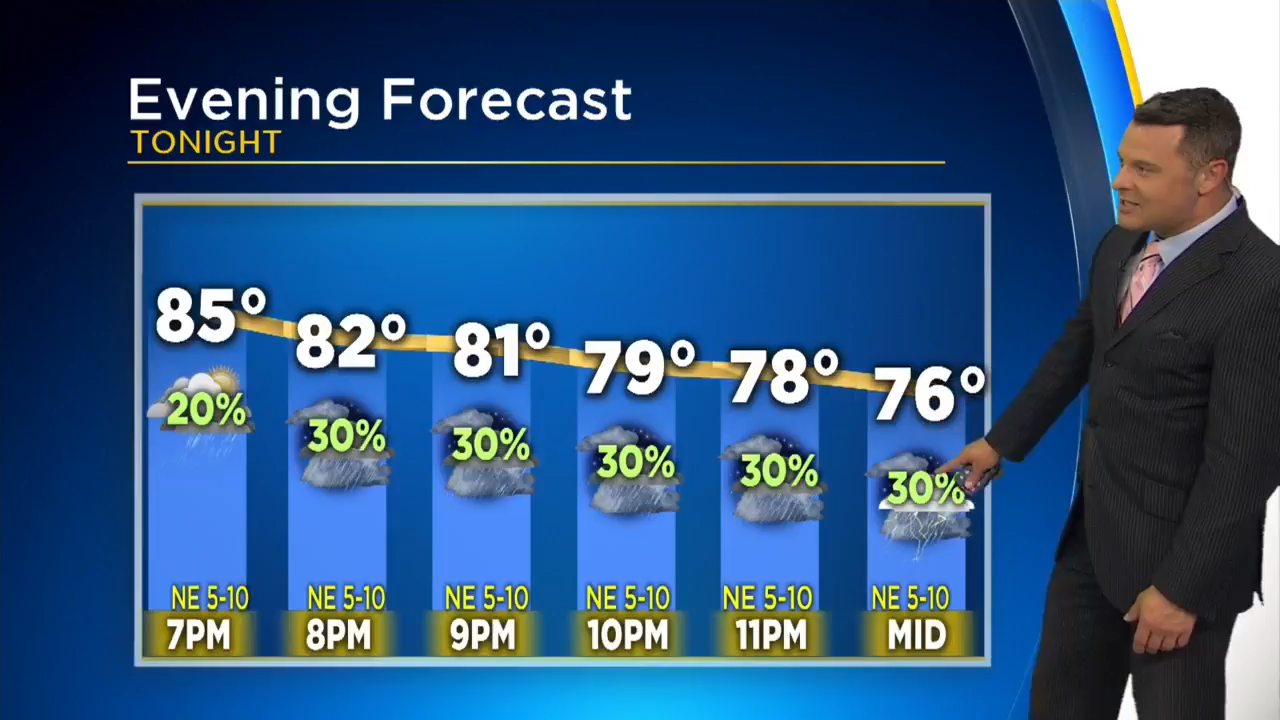 Evening Forecast
TONIGHT
85° 82° 81° 79° 78° 76°
20% 30% 30% 30% 30% 30%
NE 5-10 NE 5-10 NE 5-10 NE 5-10 NE 5-10 NE 5-10
7PM 8PM 9PM 10PM 11PM MID